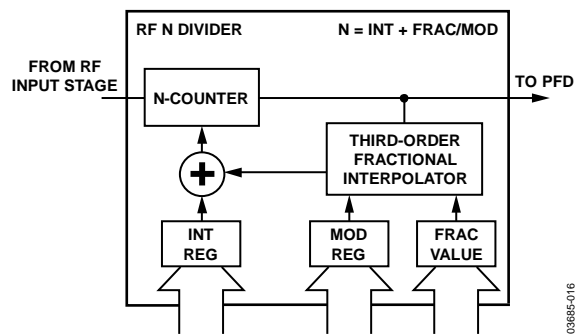 RF N DIVIDER
N = INT + FRAC/MOD
FROM RF
INPUT STAGE
TO PFD
N-COUNTER
THIRD-ORDER
FRACTIONAL
INTERPOLATOR
+
INT
REG
MOD
REG
FRAC
VALUE
03685-016